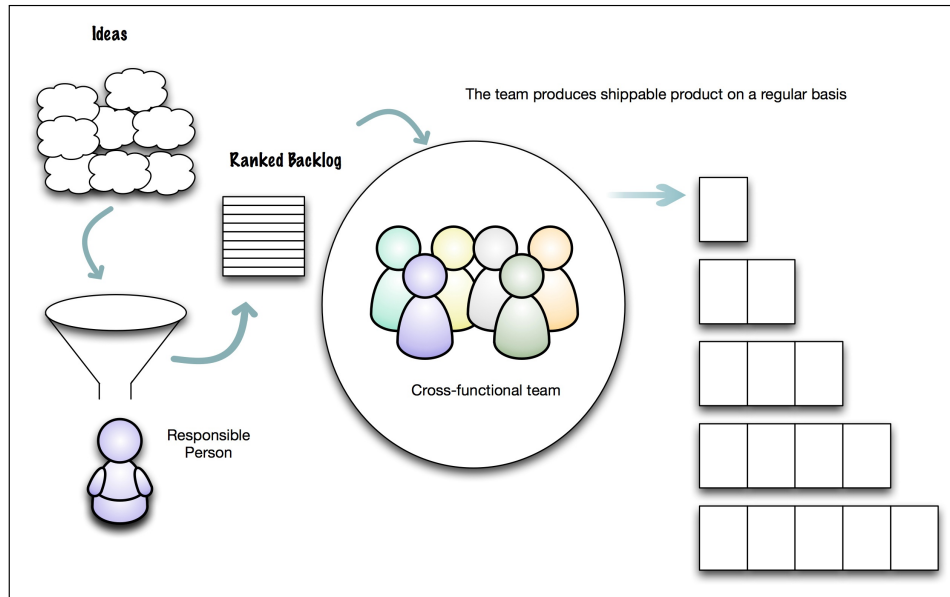 Ideas
The team produces shippable product on a regular basis
Ranked Backlog
Cross-functional team
Responsible
Person